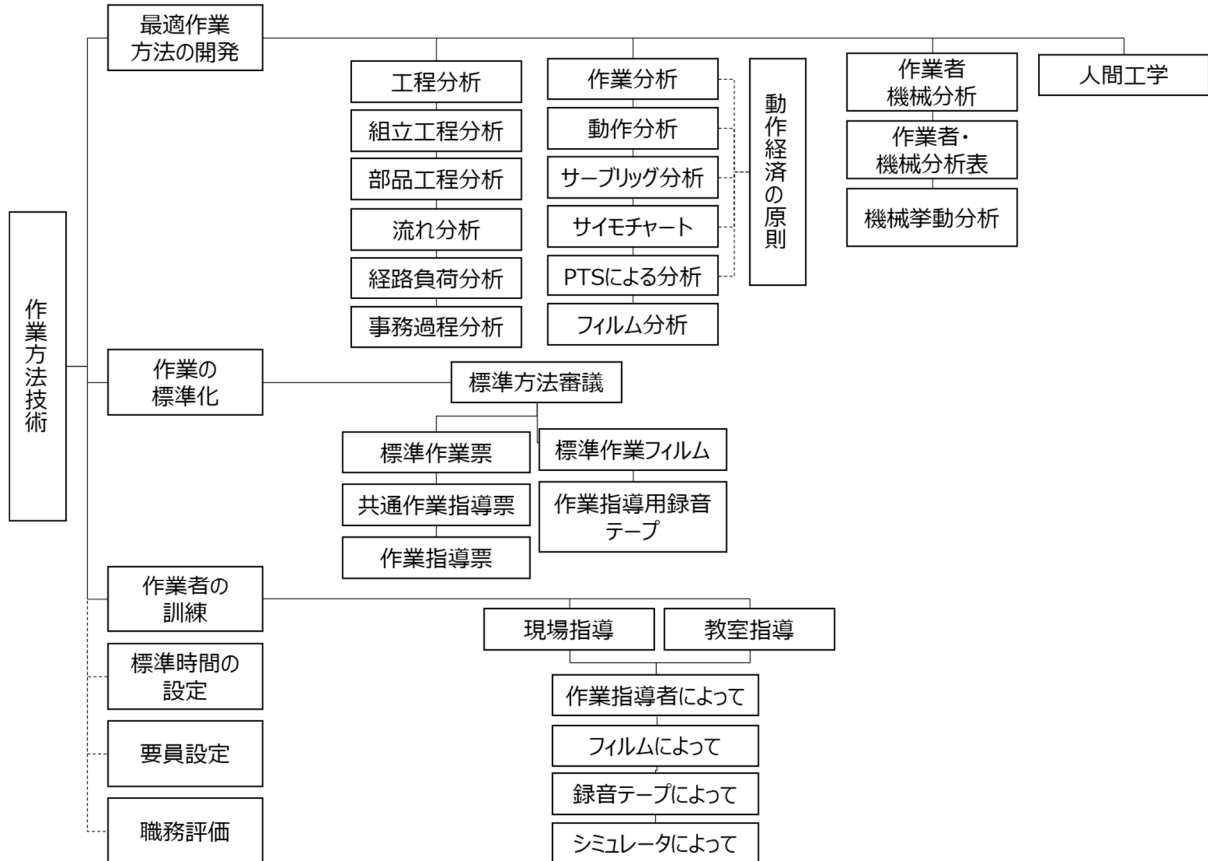 最適作業
方法の開発
工程分析
組立工程分析
部品工程分析
流れ分析
経路負荷分析
事務過程分析
作業分析
動作分析
サーブリッグ分析
サイモチャート
PTSによる分析
フィルム分析
動作経済の原則
作業者
機械分析
作業者・
機械分析表
機械挙動分析
人間工学
作業方法技術
作業の
標準化
標準方法審議
標準作業票
共通作業指導票
作業指導票
標準作業フィルム
作業指導用録音
テープ
作業者の
訓練
現場指導
教室指導
作業指導者によって
フィルムによって
録音テープによって
シミュレータによって
標準時間の
設定
要員設定
職務評価